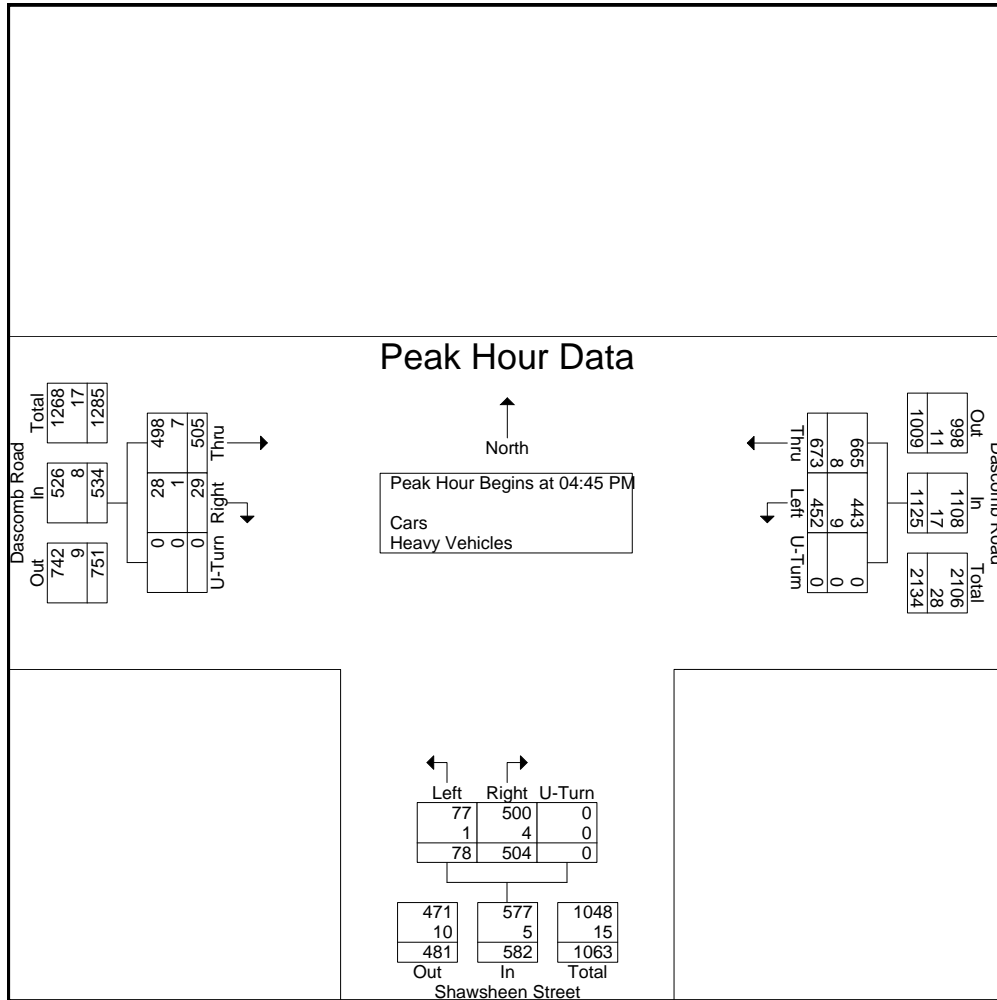 Peak Hour Data
North
Peak Hour Begins at 04:45 PM
Cars
Heavy Vehicles
Dascomb Road
Total In Out
1268 526 742
17 8 9
1285 534 751
498 28 0
7 1 0
505 29 0
Thru Right U-Turn
Dascomb Road
Out In Total
998 1108 2106
11 17 28
1009 1125 2134
665 443 0
8 9 0
673 452 0
Thru Left U-Turn
Left Right U-Turn
77 500 0
1 4 0
78 504 0
471 577 1048
10 5 15
481 582 1063
Out In Total
Shawsheen Street